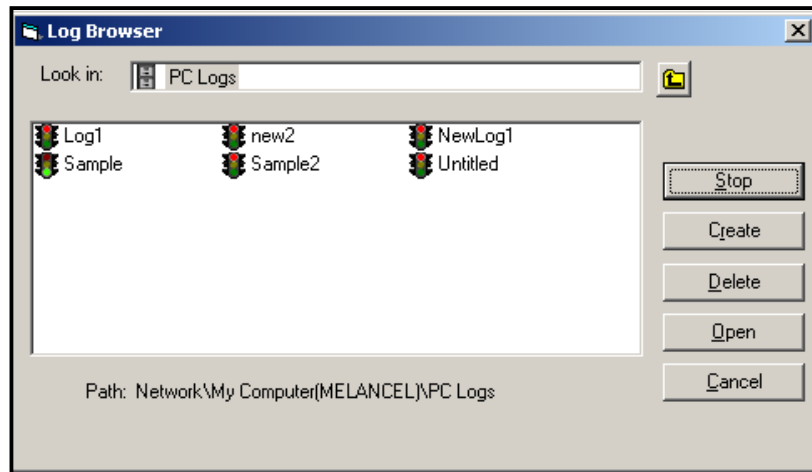 Log Browser
Look in: PC Logs
Log1 new2 NewLog1
Sample Sample2 Untitled
Stop
Create
Delete
Open
Cancel
Path: Network\My Computer(MELANCEL)\PC Logs